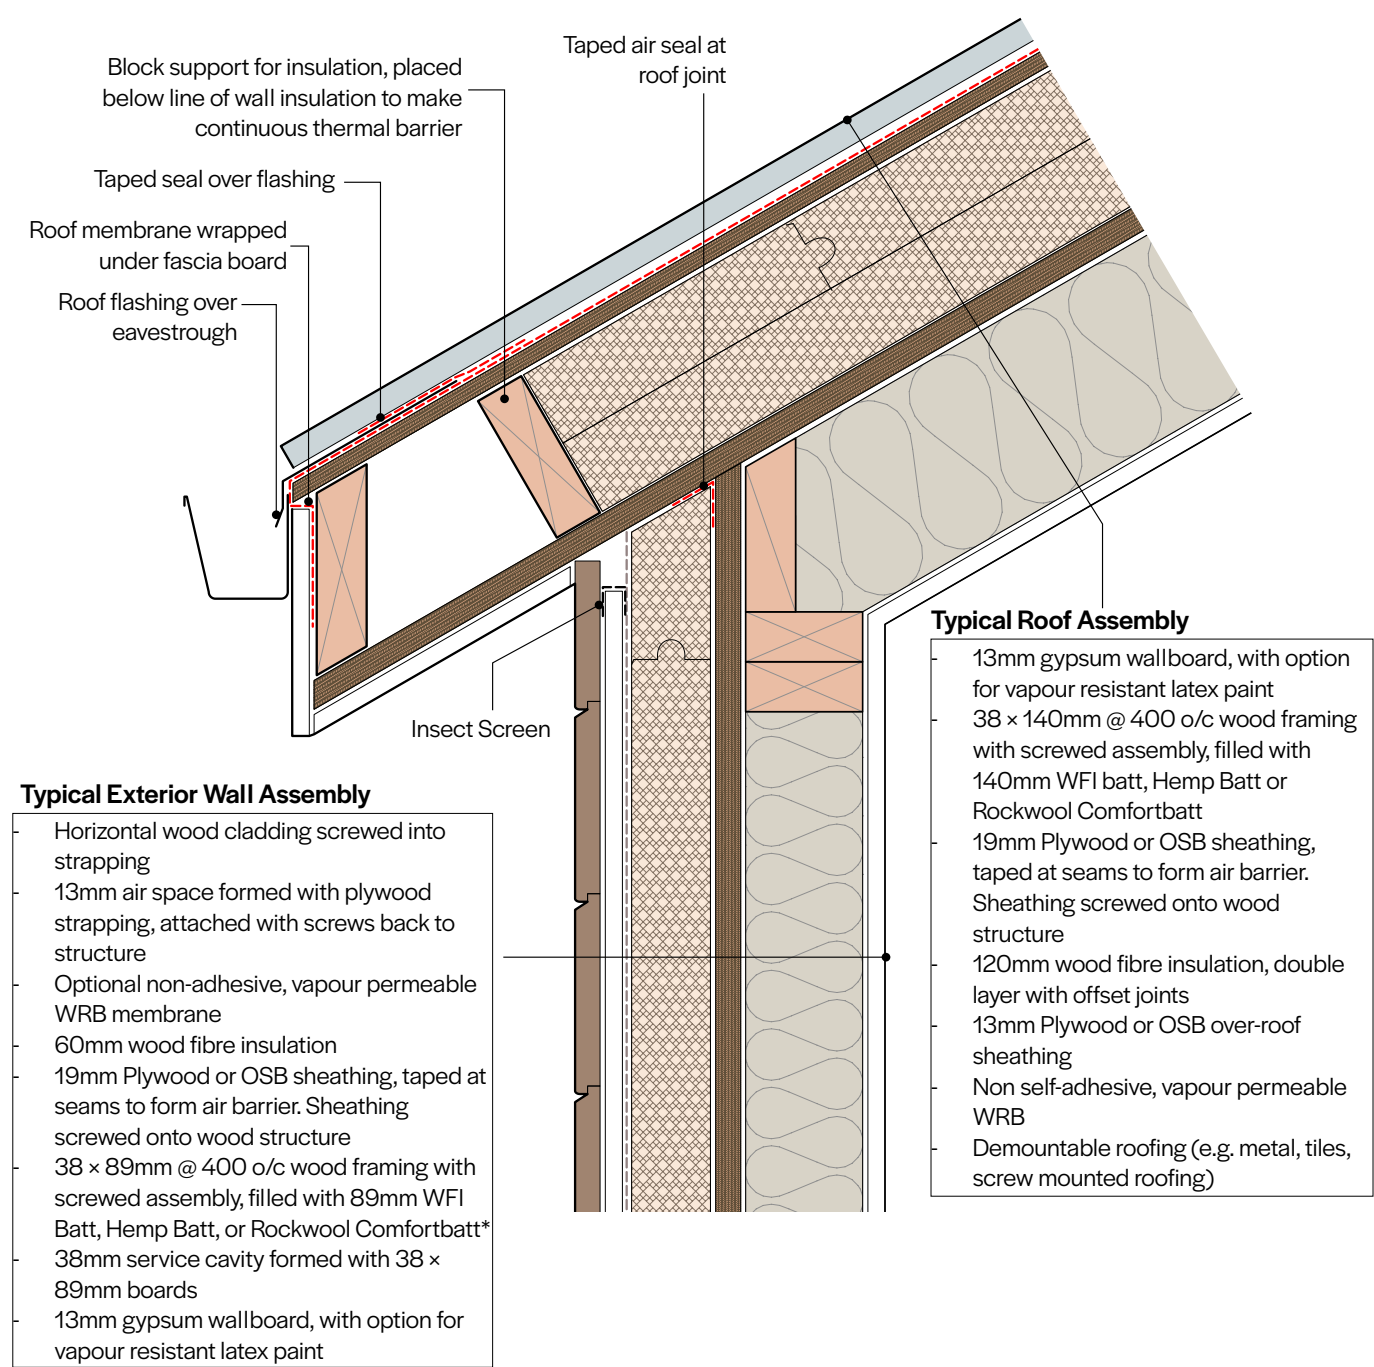 Taped air seal at
roof joint
Block support for insulation, placed
below line of wall insulation to make
continuous thermal barrier
Taped seal over flashing
Roof membrane wrapped
under fascia board
Roof flashing over
eavestrough
Insect Screen
Typical Roof Assembly
- 13mm gypsum wallboard, with option
for vapour resistant latex paint
- 38 × 140mm @ 400 o/c wood framing
with screwed assembly, filled with
140mm WFI batt, Hemp Batt or
Rockwool Comfortbatt
- 19mm Plywood or OSB sheathing,
taped at seams to form air barrier.
Sheathing screwed onto wood
structure
- 120mm wood fibre insulation, double
layer with offset joints
- 13mm Plywood or OSB over-roof
sheathing
- Non self-adhesive, vapour permeable
WRB
- Demountable roofing (e.g. metal, tiles,
screw mounted roofing)
Typical Exterior Wall Assembly
- Horizontal wood cladding screwed into
strapping
- 13mm air space formed with plywood
strapping, attached with screws back to
structure
- Optional non-adhesive, vapour permeable
WRB membrane
- 60mm wood fibre insulation
- 19mm Plywood or OSB sheathing, taped at
seams to form air barrier. Sheathing
screwed onto wood structure
- 38 × 89mm @ 400 o/c wood framing with
screwed assembly, filled with 89mm WFI
Batt, Hemp Batt, or Rockwool Comfortbatt*
- 38mm service cavity formed with 38 ×
89mm boards
- 13mm gypsum wallboard, with option for
vapour resistant latex paint